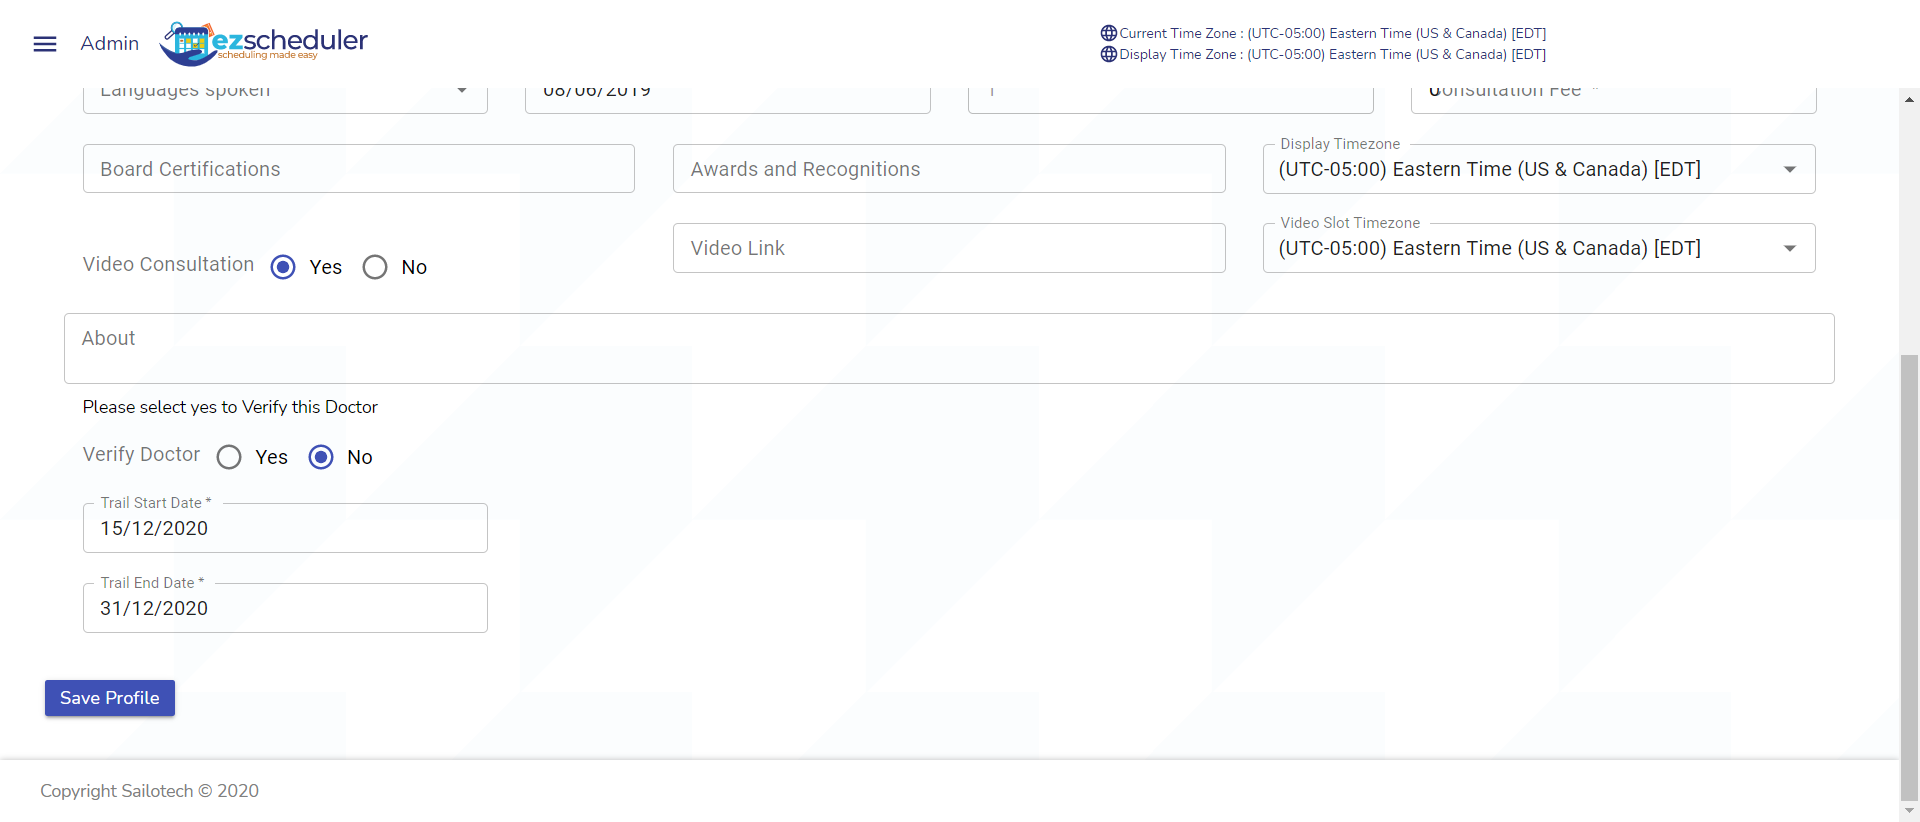 Admin
ezscheduler
scheduling made easy
Current Time Zone : (UTC-05:00) Eastern Time (US & Canada) [EDT]
Display Time Zone : (UTC-05:00) Eastern Time (US & Canada) [EDT]
Languages spoken
08/06/2019
Consultation Fee *
Board Certifications
Awards and Recognitions
Display Timezone
(UTC-05:00) Eastern Time (US & Canada) [EDT]
Video Consultation Yes No
Video Link
Video Slot Timezone
(UTC-05:00) Eastern Time (US & Canada) [EDT]
About
Please select yes to Verify this Doctor
Verify Doctor Yes No
Trail Start Date *
15/12/2020
Trail End Date *
31/12/2020
Save Profile
Copyright Sailotech © 2020